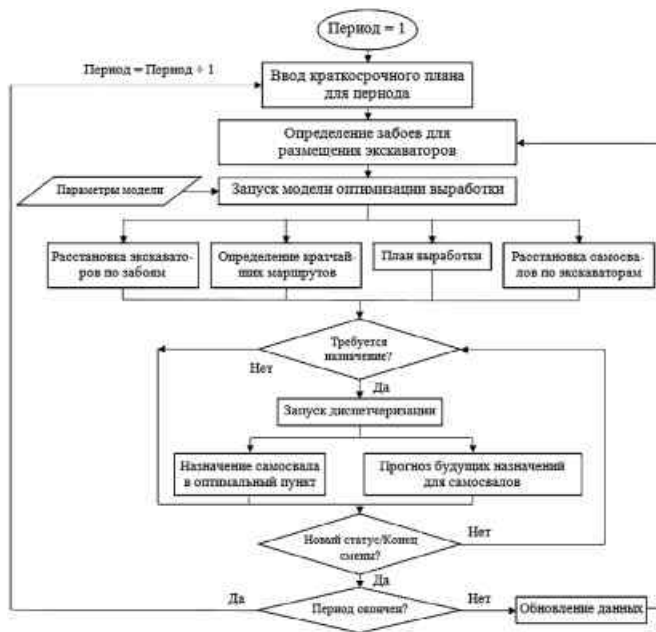 Период = 1
Период = Период + 1
Ввод краткосрочного плана
для периода
Определение забоев для
размещения экскаваторов
Параметры модели
Запуск модели оптимизации выработки
Расстановка экскавато-
ров по забоям
Определение кратчай-
ших маршрутов
План выработки
Расстановка самосва-
лов по экскаваторам
Требуется
назначение?
Нет
Да
Запуск диспетчеризации
Назначение самосвала
в оптимальный пункт
Прогноз будущих назначений
для самосвалов
Новый статус/Конец
смены?
Нет
Да
Да
Период окончен?
Нет
Обновление данных